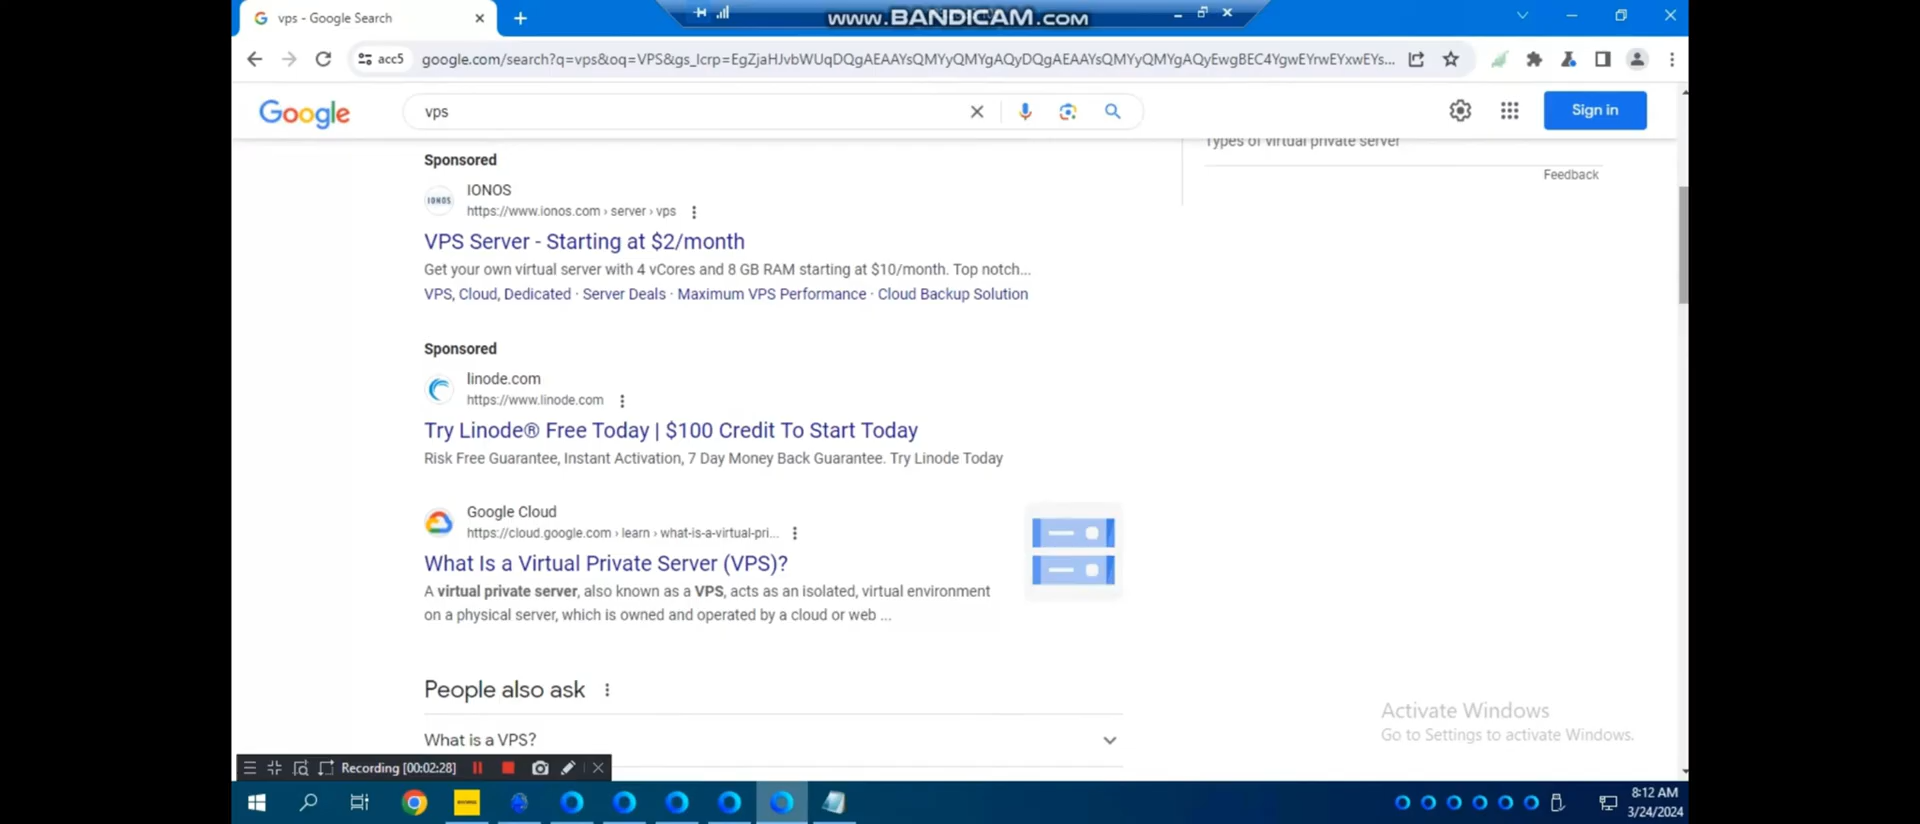 vps - Google Search
www.BANDICAM.com
acc5
google.com/search?q=vps&oq=VPS&gs_lcrp=EgZjaHJvbWUqDQgAEAAYsQMYyQMYgAQyDQgAEAAYsQMYyQMYgAQyEwgBEC4YgwEYrwEYxwEYs...
Google
vps
Sign in
Types of virtual private server
Feedback
Sponsored
IONOS
IONOS
https://www.ionos.com › server › vps
VPS Server - Starting at $2/month
Get your own virtual server with 4 vCores and 8 GB RAM starting at $10/month. Top notch...
VPS, Cloud, Dedicated · Server Deals · Maximum VPS Performance · Cloud Backup Solution
Sponsored
linode.com
https://www.linode.com
Try Linode® Free Today | $100 Credit To Start Today
Risk Free Guarantee, Instant Activation, 7 Day Money Back Guarantee. Try Linode Today
Google Cloud
https://cloud.google.com › learn › what-is-a-virtual-pri...
What Is a Virtual Private Server (VPS)?
A virtual private server, also known as a VPS, acts as an isolated, virtual environment
on a physical server, which is owned and operated by a cloud or web ...
People also ask
What is a VPS?
Activate Windows
Go to Settings to activate Windows.
Recording [00:02:28]
8:12 AM
3/24/2024